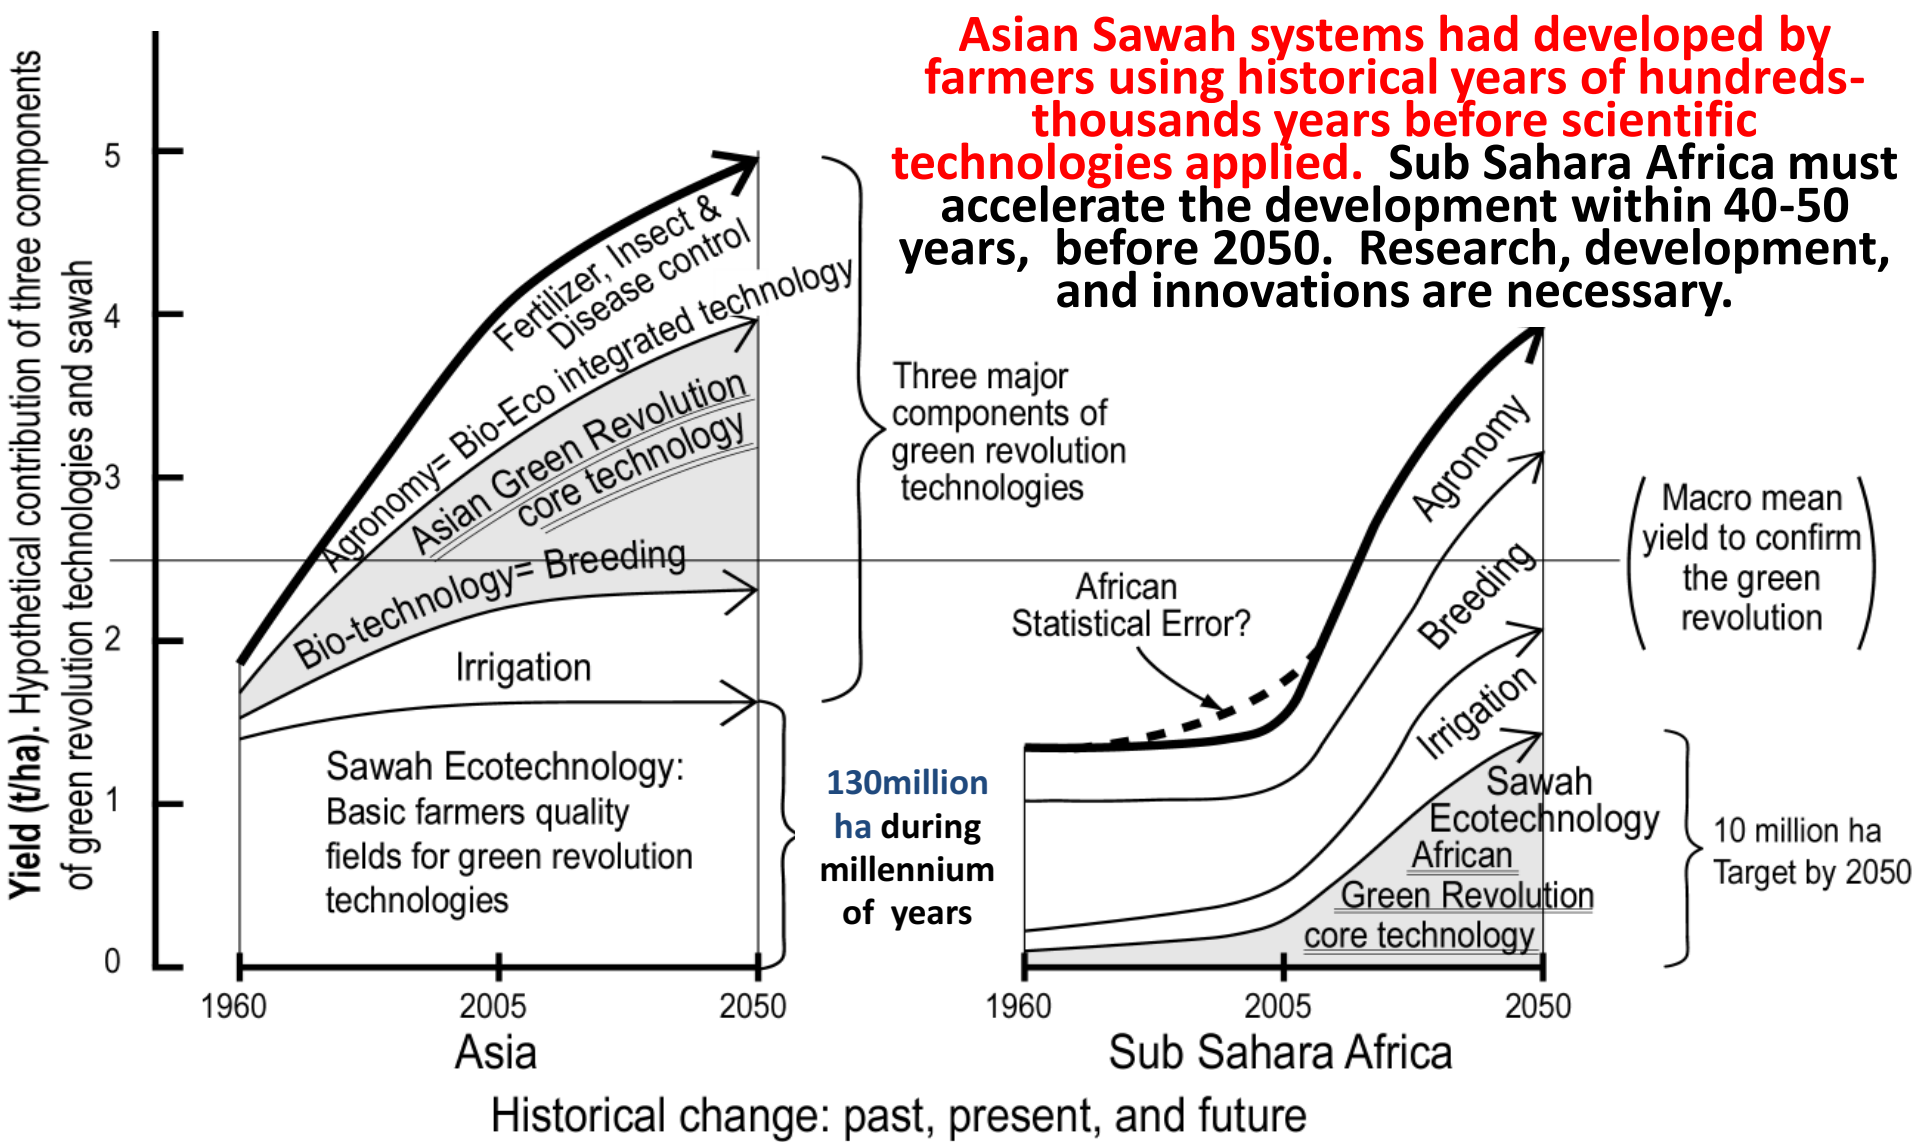 Asian Sawah systems had developed by
farmers using historical years of hundreds-
thousands years before scientific
technologies applied.  Sub Sahara Africa must
accelerate the development within 40-50
years,  before 2050.  Research, development,
and innovations are necessary.
Yield (t/ha). Hypothetical contribution of three components
of green revolution technologies and sawah
5
4
3
2
1
0
Fertilizer, Insect &
Disease control
Agronomy= Bio-Eco integrated technology
Asian Green Revolution
core technology
Bio-technology= Breeding
Irrigation
Sawah Ecotechnology:
Basic farmers quality
fields for green revolution
technologies
Three major
components of
green revolution
technologies
130million
ha during
millennium
of  years
African
Statistical Error?
Agronomy
Breeding
Irrigation
Sawah
Ecotechnology
African
Green Revolution
core technology
Macro mean
yield to confirm
the green
revolution
10 million ha
Target by 2050
1960
2005
2050
Asia
1960
2005
2050
Sub Sahara Africa
Historical change: past, present, and future